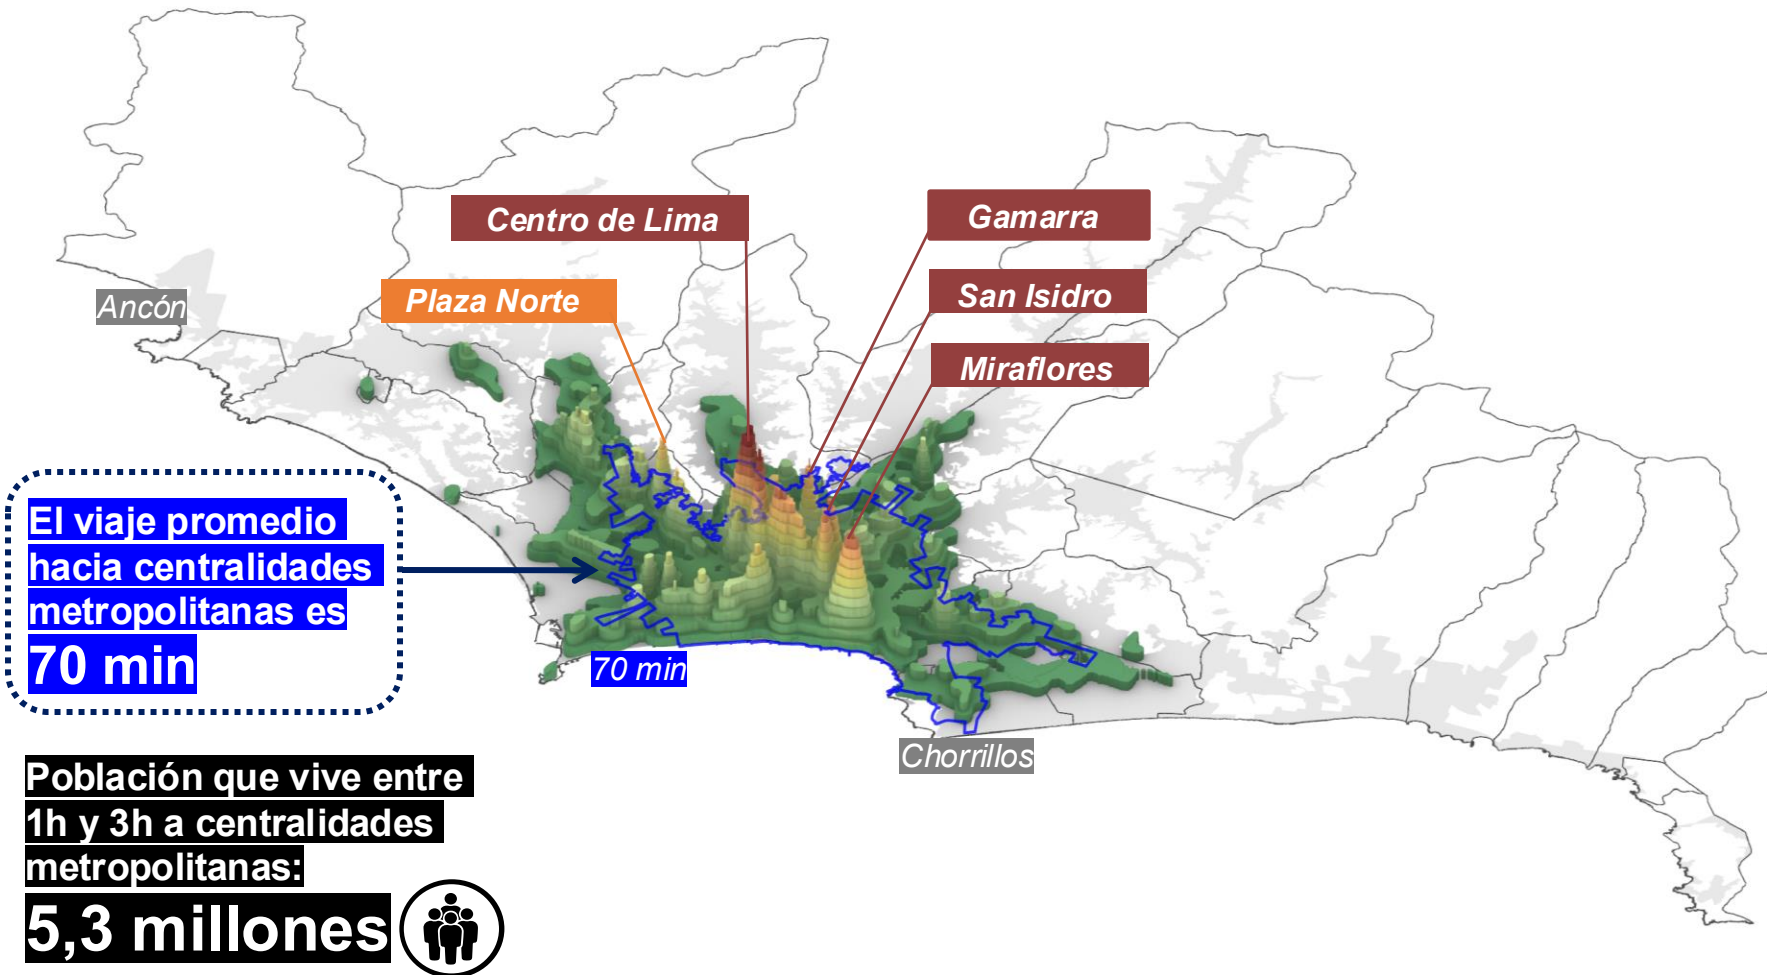 Centro de Lima
Gamarra
Plaza Norte
San Isidro
Miraflores
Ancón
El viaje promedio
hacia centralidades
metropolitanas es
70 min
70 min
Chorrillos
Población que vive entre
1h y 3h a centralidades
metropolitanas:
5,3 millones